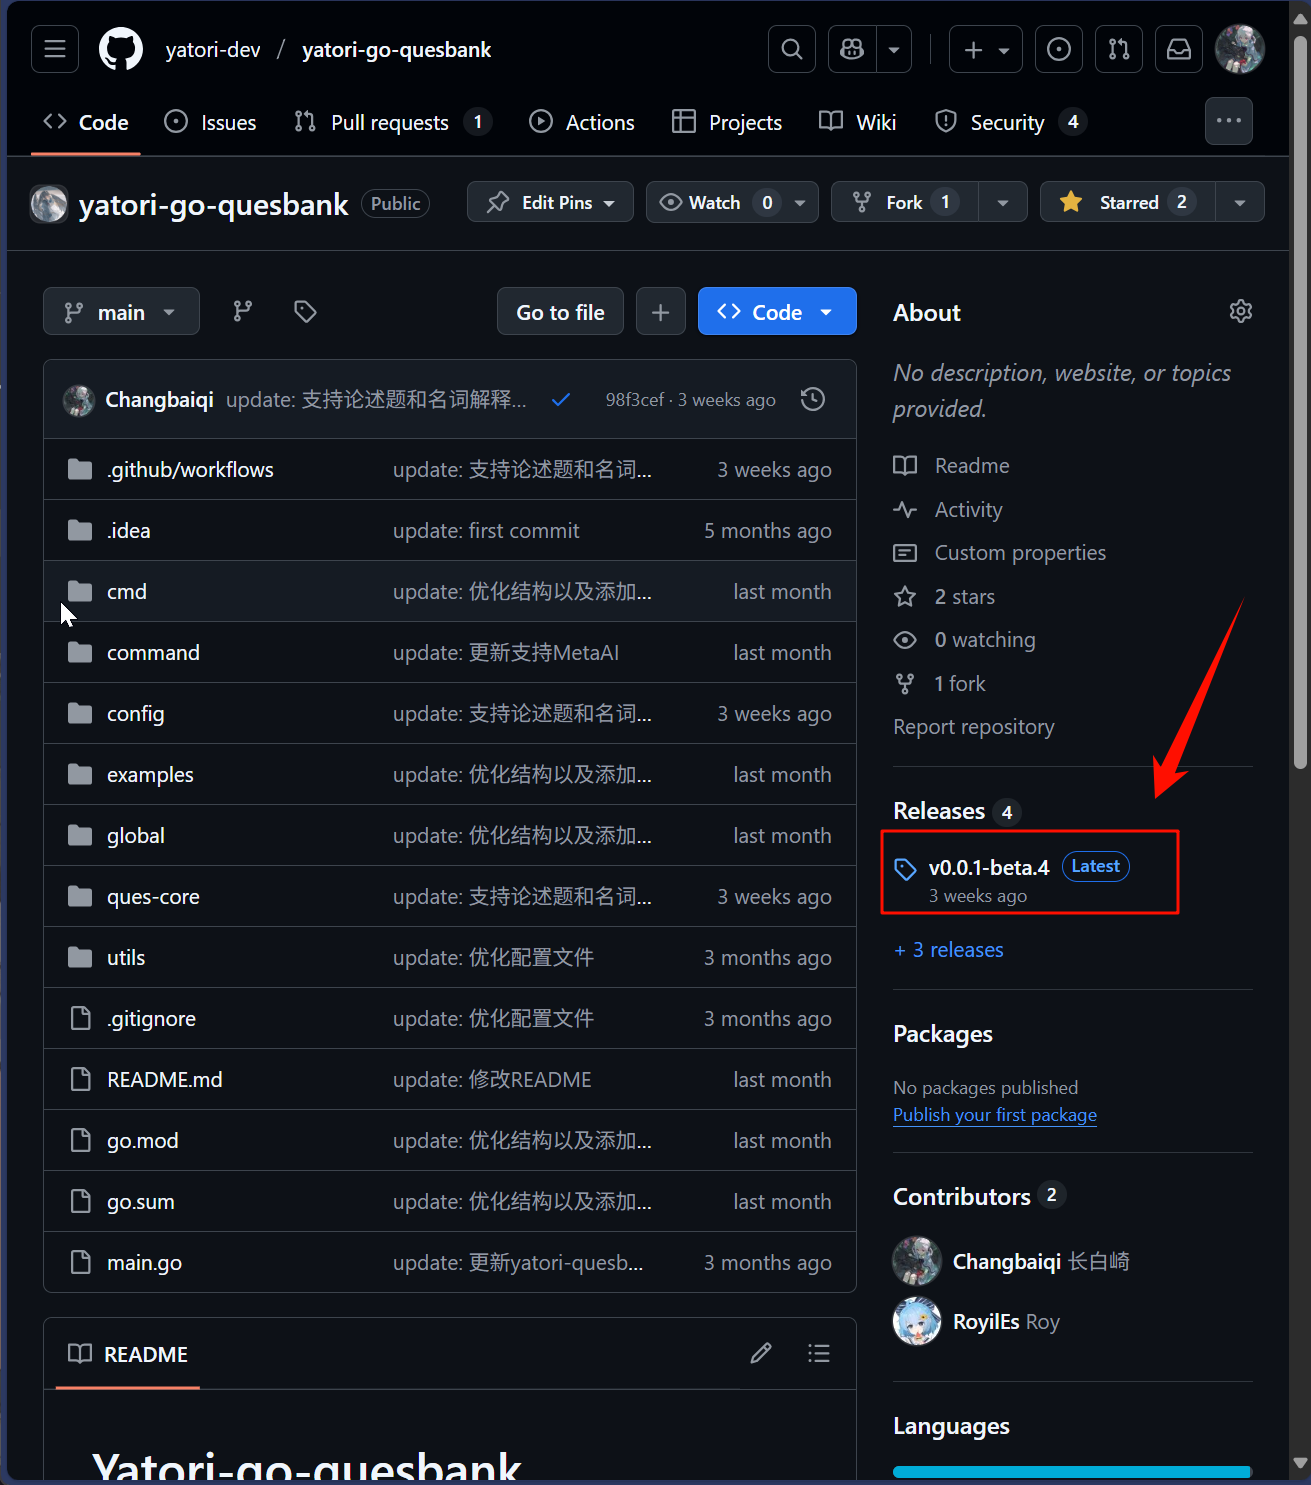 yatori-dev / yatori-go-quesbank
Code Issues Pull requests 1 Actions Projects Wiki Security 4
yatori-go-quesbank Public Edit Pins Watch 0 Fork 1 Starred 2
main Go to file Code
Changbaiqi update: 支持论述题和名词解释... 98f3cef · 3 weeks ago
.github/workflows update: 支持论述题和名词... 3 weeks ago
.idea update: first commit 5 months ago
cmd update: 优化结构以及添加... last month
command update: 更新支持MetaAI last month
config update: 支持论述题和名词... 3 weeks ago
examples update: 优化结构以及添加... last month
global update: 优化结构以及添加... last month
ques-core update: 支持论述题和名词... 3 weeks ago
utils update: 优化配置文件 3 months ago
.gitignore update: 优化配置文件 3 months ago
README.md update: 修改README last month
go.mod update: 优化结构以及添加... last month
go.sum update: 优化结构以及添加... last month
main.go update: 更新yatori-quesb... 3 months ago
README
Yatori-go-quesbank
About
No description, website, or topics
provided.
Readme
Activity
Custom properties
2 stars
0 watching
1 fork
Report repository
Releases 4
v0.0.1-beta.4 Latest
3 weeks ago
+ 3 releases
Packages
No packages published
Publish your first package
Contributors 2
Changbaiqi 长白崎
RoyilEs Roy
Languages